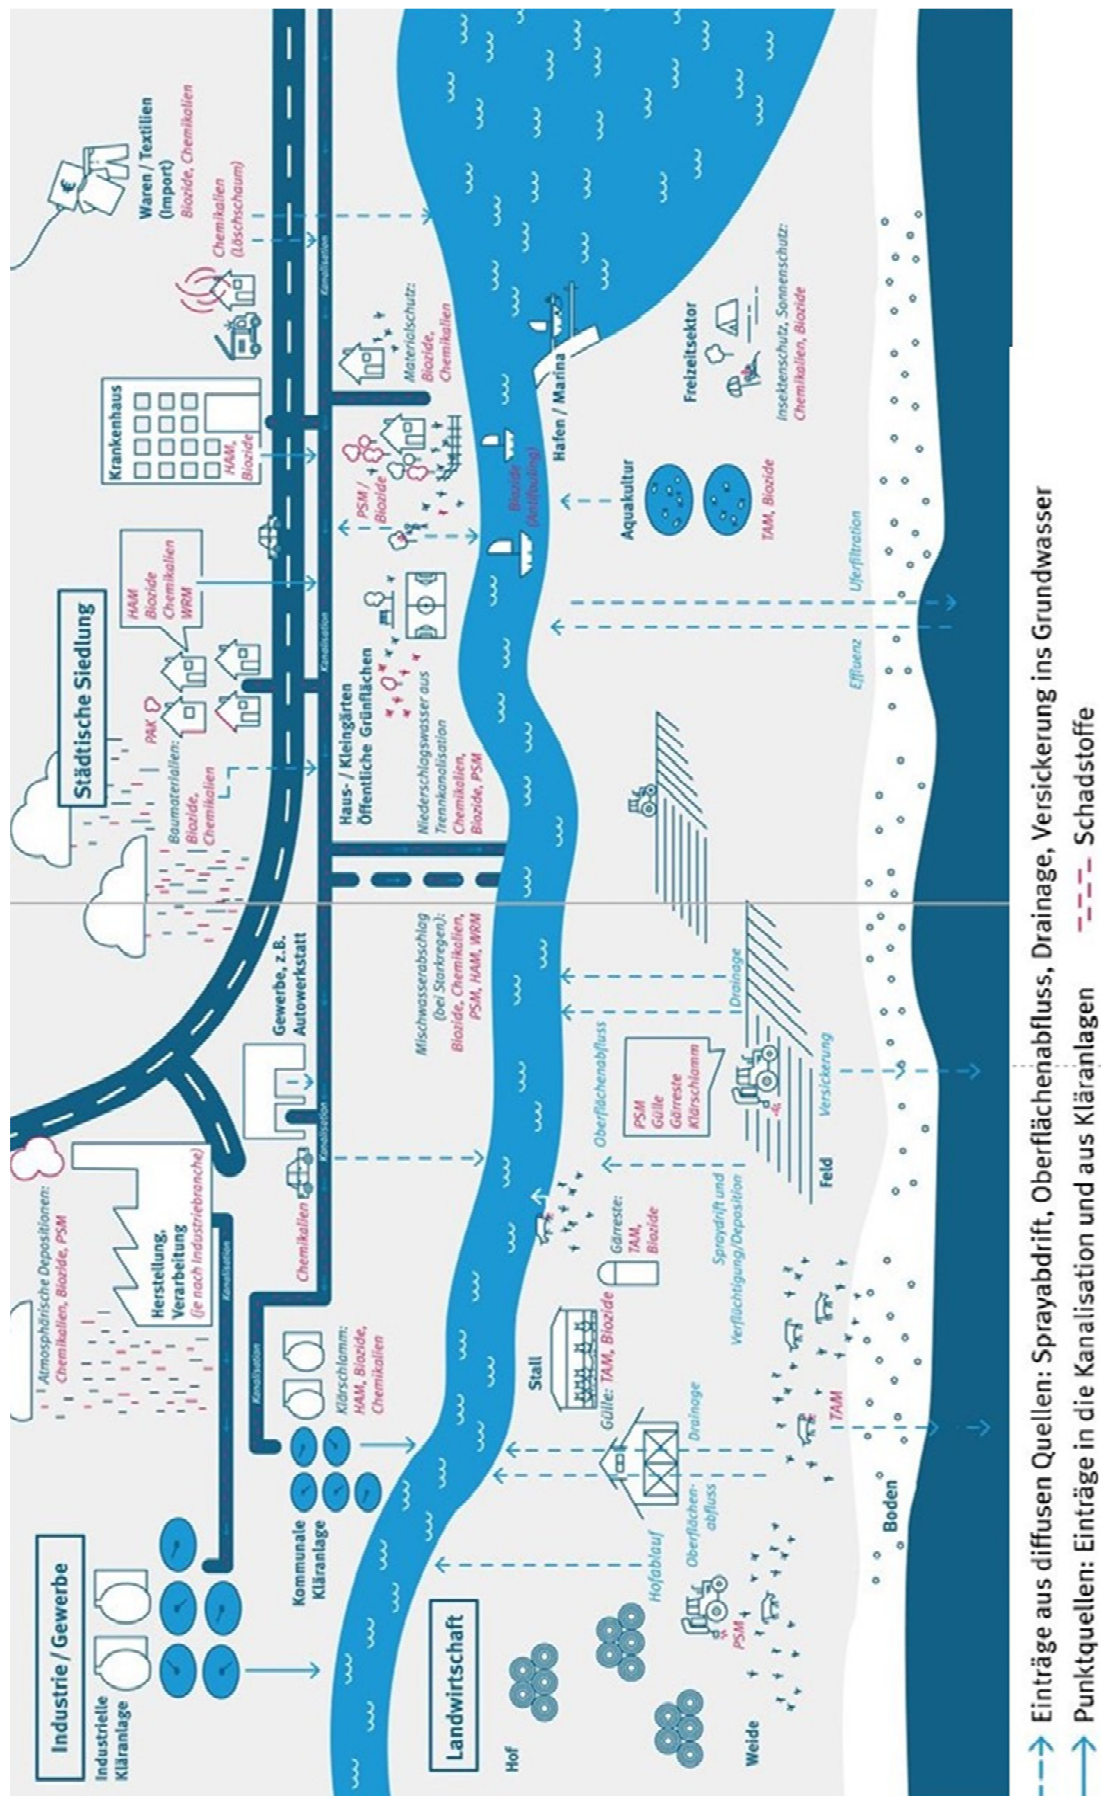 Industrie / Gewerbe
Industrielle
Kläranlage
Atmosphärische Depositionen:
Chemikalien, Biozide, PSM
Herstellung,
Verarbeitung
(je nach Industriebranche)
Kanalisation
Kanalisation
Kommunale
Kläranlage
Klärschlamm:
HAM, Biozide,
Chemikalien
Chemikalien
Gewerbe, z.B.
Autowerkstatt
Kanalisation
Mischwasserabschlag
(bei Starkregen):
Biozide, Chemikalien,
PSM, HAM, WRM
Städtische Siedlung
PAK
Baumaterialien:
Biozide,
Chemikalien
HAM
Biozide
Chemikalien
WRM
Kanalisation
Haus- / Kleingärten
Öffentliche Grünflächen
Niederschlagswasser aus
Trennkanalisation
Chemikalien,
Biozide, PSM
Krankenhaus
HAM,
Biozide
PSM /
Biozide
Materialschutz:
Biozide,
Chemikalien
Waren / Textilien
(Import)
Biozide, Chemikalien
Chemikalien
(Löschschaum)
€
Kanalisation
Biozide
(Antifouling)
Hafen / Marina
Landwirtschaft
Hof
Weide
Hofablauf
PSM
Oberflächen-
abfluss
Drainage
Stall
Gülle: TAM, Biozide
Gärreste:
TAM,
Biozide
TAM
Spraydrift und
Verflüchtigung/Deposition
Oberflächenabfluss
PSM
Gülle
Gärreste
Klärschlamm
Feld
Drainage
Versickerung
Effluenz
Uferfiltration
Aquakultur
TAM, Biozide
Freizeitsektor
Insektenschutz, Sonnenschutz:
Chemikalien, Biozide
Boden
Einträge aus diffusen Quellen: Sprayabdrift, Oberflächenabfluss, Drainage, Versickerung ins Grundwasser
Punktquellen: Einträge in die Kanalisation und aus Kläranlagen
Schadstoffe